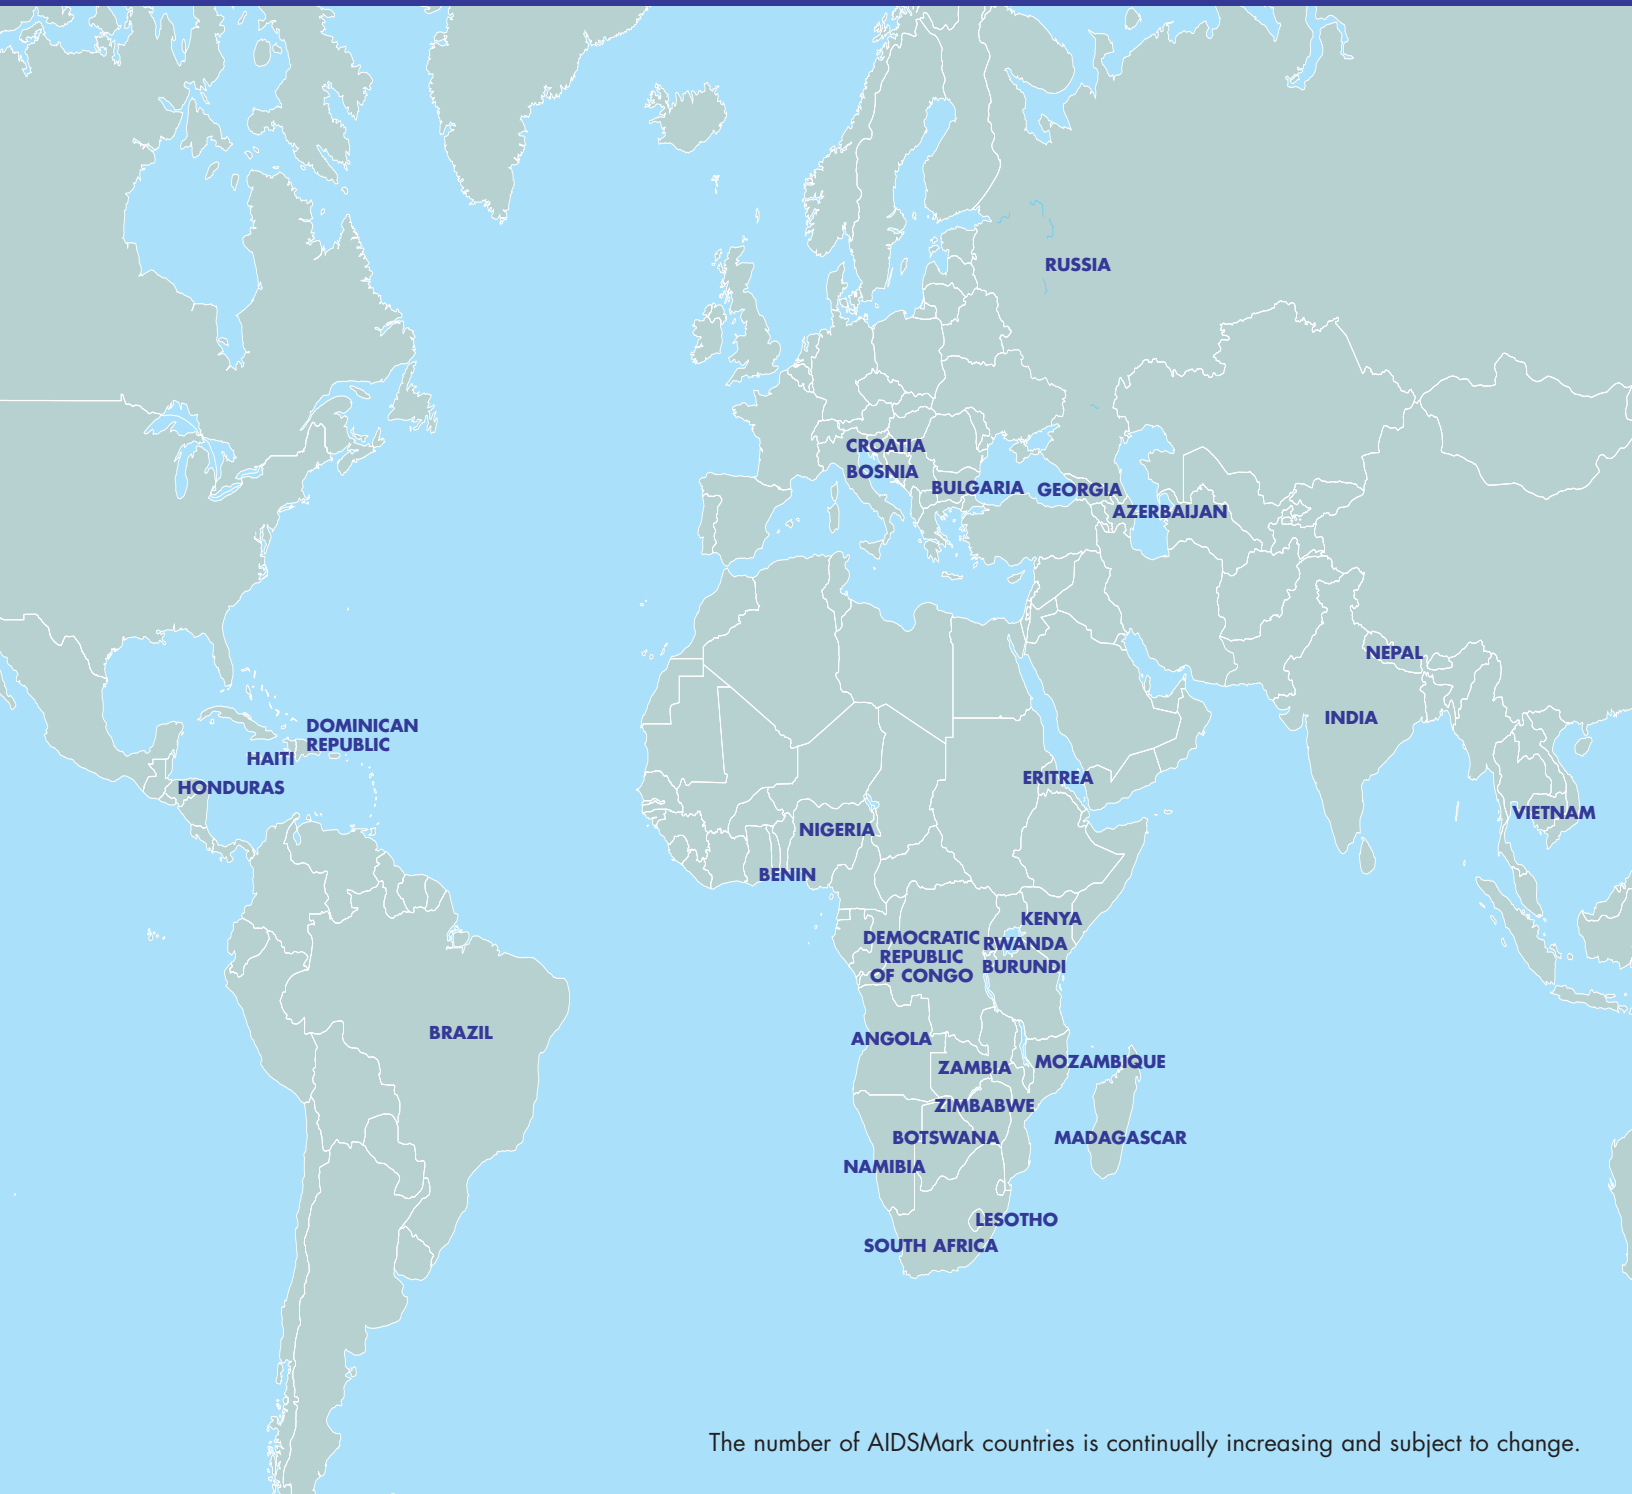 RUSSIA
CROATIA
BOSNIA
BULGARIA
GEORGIA
AZERBAIJAN
NEPAL
INDIA
DOMINICAN
REPUBLIC
HAITI
HONDURAS
ERITREA
VIETNAM
NIGERIA
BENIN
KENYA
DEMOCRATIC
REPUBLIC
OF CONGO
RWANDA
BURUNDI
BRAZIL
ANGOLA
ZAMBIA
MOZAMBIQUE
ZIMBABWE
BOTSWANA
MADAGASCAR
NAMIBIA
LESOTHO
SOUTH AFRICA
The number of AIDSMark countries is continually increasing and subject to change.